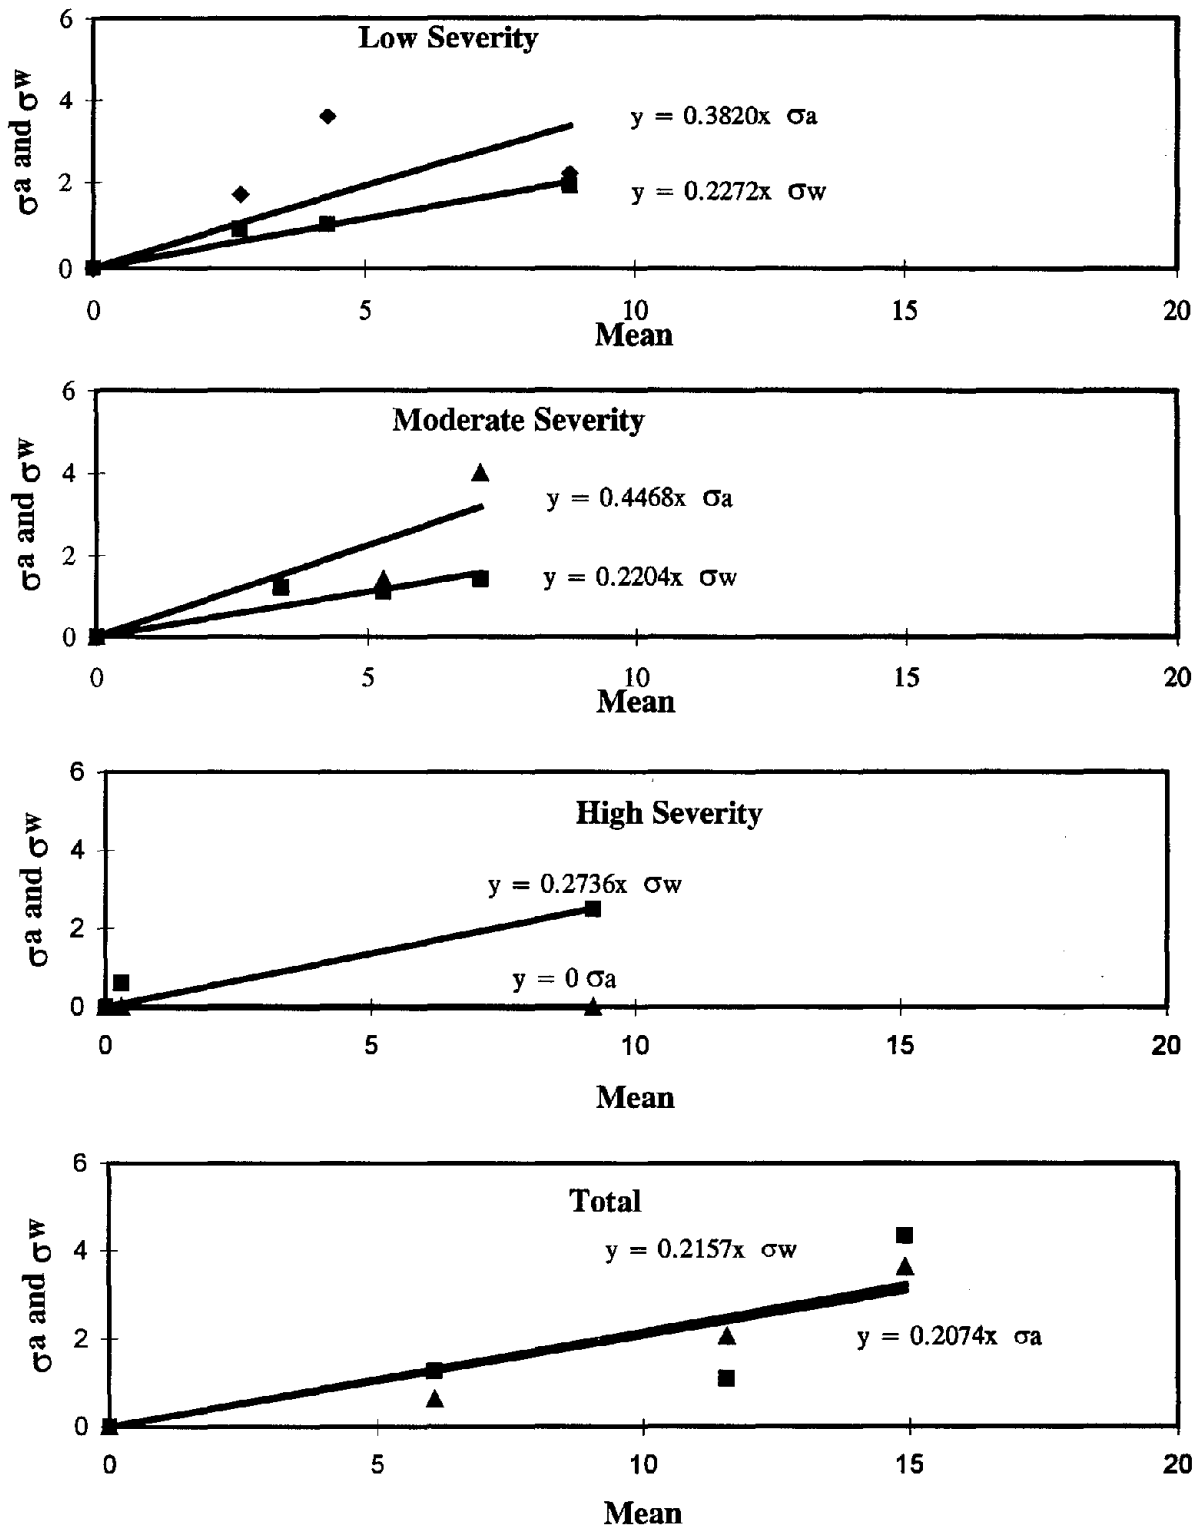 Low Severity
6
4
2
0
σa and σw
y = 0.3820x σa
y = 0.2272x σw
0 5 10 15 20
Mean
Moderate Severity
6
4
2
0
σa and σw
y = 0.4468x σa
y = 0.2204x σw
0 5 10 15 20
Mean
High Severity
6
4
2
0
σa and σw
y = 0.2736x σw
y = 0 σa
0 5 10 15 20
Mean
Total
6
4
2
0
σa and σw
y = 0.2157x σw
y = 0.2074x σa
0 5 10 15 20
Mean